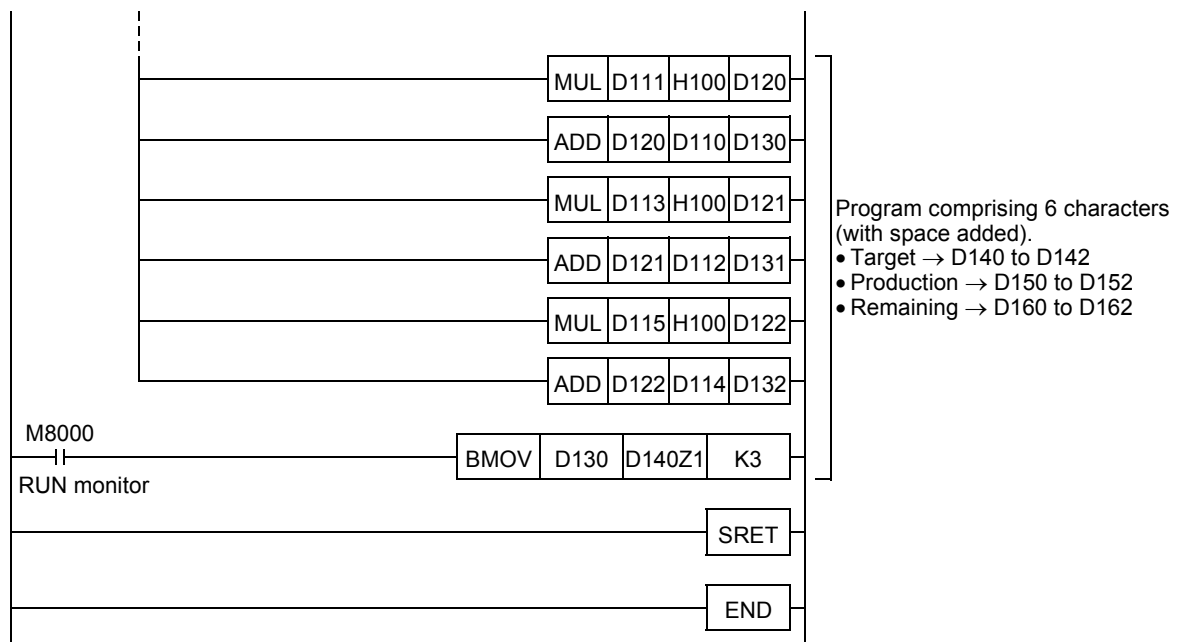 MUL D111 H100 D120
ADD D120 D110 D130
MUL D113 H100 D121
ADD D121 D112 D131
MUL D115 H100 D122
ADD D122 D114 D132
Program comprising 6 characters
(with space added).
• Target → D140 to D142
• Production → D150 to D152
• Remaining → D160 to D162
M8000
RUN monitor
BMOV D130 D140Z1 K3
SRET
END